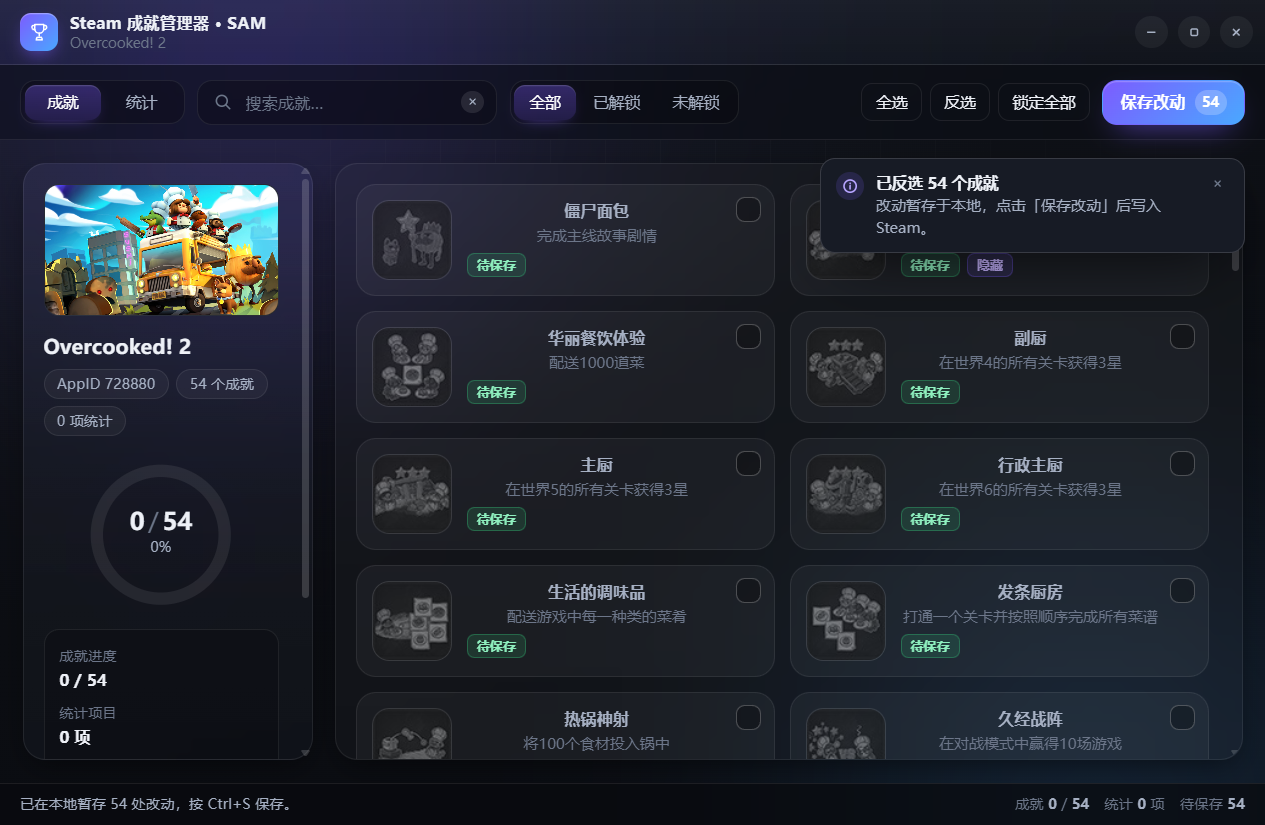 Steam 成就管理器 • SAM
Overcooked! 2
成就
统计
搜索成就...
全部
已解锁
未解锁
全选
反选
锁定全部
保存改动 54
已反选 54 个成就
改动暂存于本地，点击「保存改动」后写入
Steam。
Overcooked! 2
AppID 728880
54 个成就
0 项统计
0 / 54
0%
成就进度
0 / 54
统计项目
0 项
僵尸面包
完成主线故事剧情
待保存
待保存
隐藏
华丽餐饮体验
配送1000道菜
待保存
副厨
在世界4的所有关卡获得3星
待保存
主厨
在世界5的所有关卡获得3星
待保存
行政主厨
在世界6的所有关卡获得3星
待保存
生活的调味品
配送游戏中每一种类的菜肴
待保存
发条厨房
打通一个关卡并按照顺序完成所有菜谱
待保存
热锅神射
将100个食材投入锅中
久经战阵
在对战模式中赢得10场游戏
已在本地暂存 54 处改动，按 Ctrl+S 保存。
成就 0 / 54 统计 0 项 待保存 54